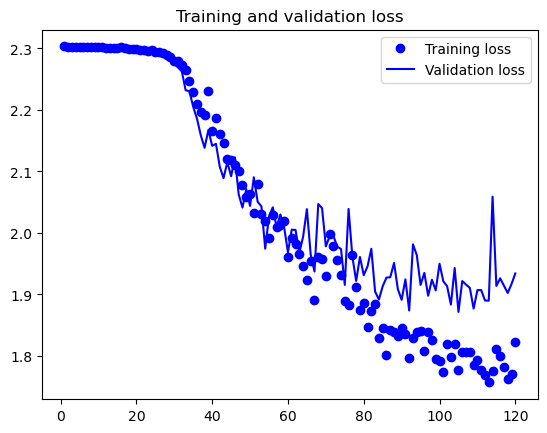 Training and validation loss
Training loss
Validation loss
2.3
2.2
2.1
2.0
1.9
1.8
0 20 40 60 80 100 120